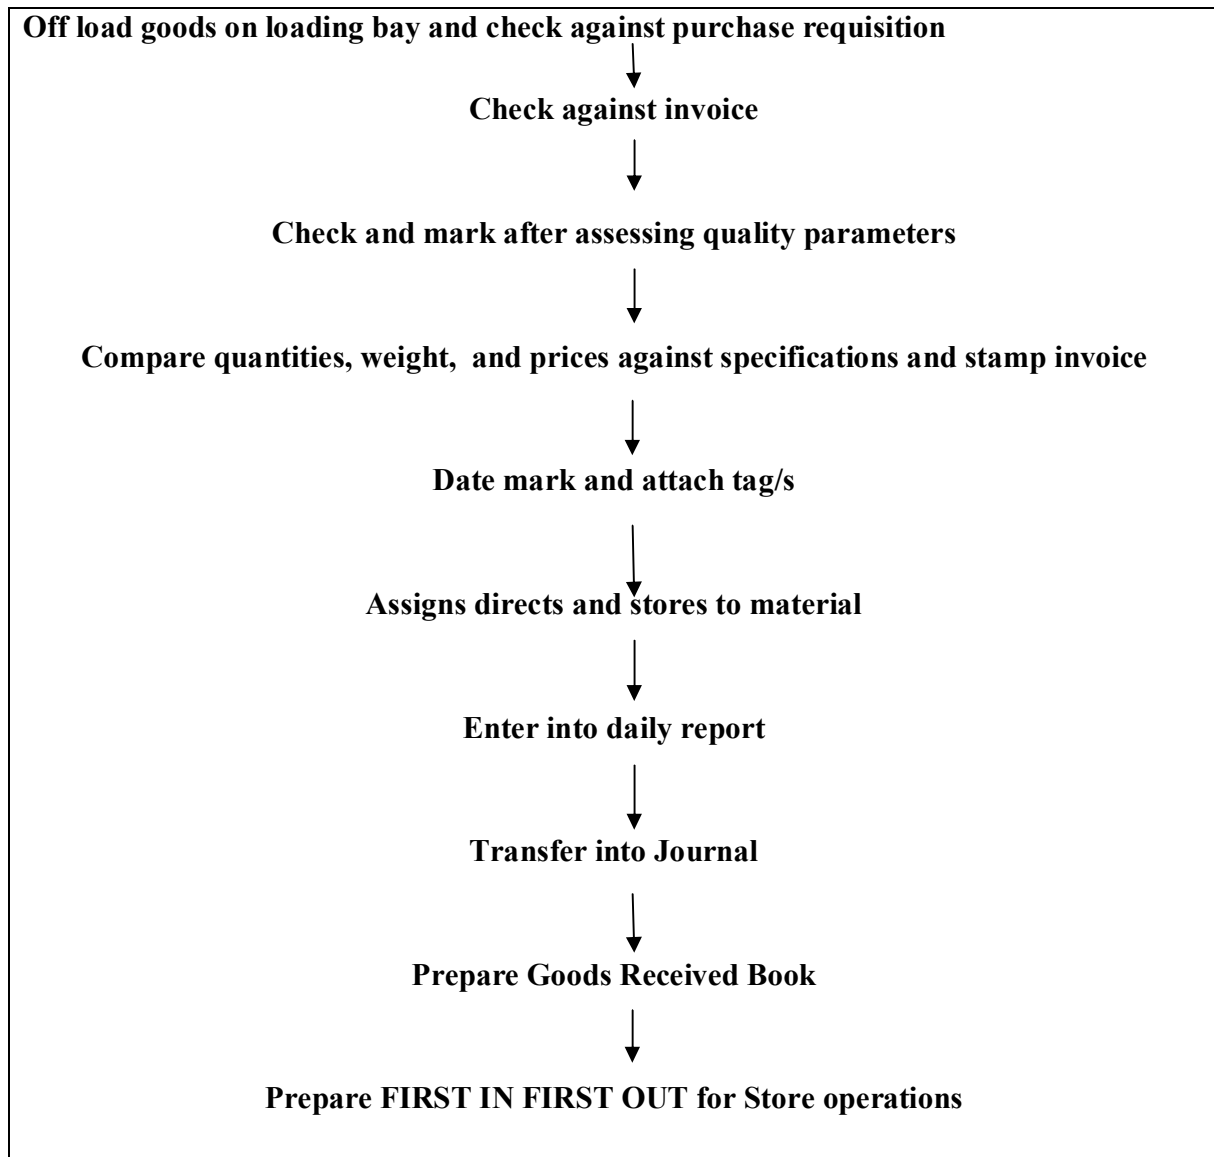 Off load goods on loading bay and check against purchase requisition
Check against invoice
Check and mark after assessing quality parameters
Compare quantities, weight,  and prices against specifications and stamp invoice
Date mark and attach tag/s
Assigns directs and stores to material
Enter into daily report
Transfer into Journal
Prepare Goods Received Book
Prepare FIRST IN FIRST OUT for Store operations